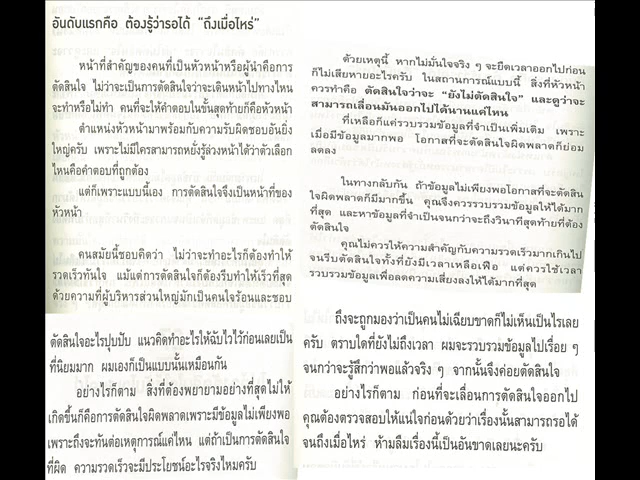 อันดับแรกคือ ต้องรู้ว่ารอได้ “ถึงเมื่อไหร่”
หน้าที่สำคัญของคนที่เป็นหัวหน้าหรือผู้นำคือการ
ตัดสินใจ ไม่ว่าจะเป็นการตัดสินใจว่าจะเดินหน้าไปทางไหน
จะทำหรือไม่ทำ คนที่จะให้คำตอบในขั้นสุดท้ายก็คือหัวหน้า
ตำแหน่งหัวหน้ามาพร้อมกับความรับผิดชอบอันยิ่ง
ใหญ่ครับ เพราะไม่มีใครสามารถหยั่งรู้ล่วงหน้าได้ว่าตัวเลือก
ไหนคือคำตอบที่ถูกต้อง
แต่ก็เพราะแบบนี้เอง การตัดสินใจจึงเป็นหน้าที่ของ
หัวหน้า
คนสมัยนี้ชอบคิดว่า ไม่ว่าจะทำอะไรก็ต้องทำให้
รวดเร็วทันใจ แม้แต่การตัดสินใจก็ต้องรีบทำให้เร็วที่สุด
ด้วยความที่ผู้บริหารส่วนใหญ่มักเป็นคนใจร้อนและชอบ
ตัดสินใจอะไรปุบปับ แนวคิดทำอะไรให้ฉับไวไว้ก่อนเลยเป็น
ที่นิยมมาก ผมเองก็เป็นแบบนั้นเหมือนกัน
อย่างไรก็ตาม สิ่งที่ต้องพยายามอย่างที่สุดไม่ให้
เกิดขึ้นก็คือการตัดสินใจผิดพลาดเพราะมีข้อมูลไม่เพียงพอ
เพราะถึงจะทันต่อเหตุการณ์แค่ไหน แต่ถ้าเป็นการตัดสินใจ
ที่ผิด ความรวดเร็วจะมีประโยชน์อะไรจริงไหมครับ
ด้วยเหตุนี้ หากไม่มั่นใจจริง ๆ จะยืดเวลาออกไปก่อน
ก็ไม่เสียหายอะไรครับ ในสถานการณ์แบบนี้ สิ่งที่หัวหน้า
ควรทำคือ ตัดสินใจว่าจะ “ยังไม่ตัดสินใจ” และดูว่าจะ
สามารถเลื่อนมันออกไปได้นานแค่ไหน
ที่เหลือก็แค่รวบรวมข้อมูลที่จำเป็นเพิ่มเติม เพราะ
เมื่อมีข้อมูลมากพอ โอกาสที่จะตัดสินใจผิดพลาดก็ย่อม
ลดลง
ในทางกลับกัน ถ้าข้อมูลไม่เพียงพอโอกาสที่จะตัดสิน
ใจผิดพลาดก็มีมากขึ้น คุณจึงควรรวบรวมข้อมูลให้ได้มาก
ที่สุด และหาข้อมูลที่จำเป็นจนกว่าจะถึงวินาทีสุดท้ายที่ต้อง
ตัดสินใจ
คุณไม่ควรให้ความสำคัญกับความรวดเร็วมากเกินไป
จนรีบตัดสินใจทั้งที่ยังมีเวลาเหลือเฟือ แต่ควรใช้เวลา
รวบรวมข้อมูลเพื่อลดความเสี่ยงลงให้ได้มากที่สุด
ถึงจะถูกมองว่าเป็นคนไม่เฉียบขาดก็ไม่เห็นเป็นไรเลย
ครับ ตราบใดที่ยังไม่ถึงเวลา ผมจะรวบรวมข้อมูลไปเรื่อย ๆ
จนกว่าจะรู้สึกว่าพอแล้วจริง ๆ จากนั้นจึงค่อยตัดสินใจ
อย่างไรก็ตาม ก่อนที่จะเลื่อนการตัดสินใจออกไป
คุณต้องตรวจสอบให้แน่ใจก่อนด้วยว่าเรื่องนั้นสามารถรอได้
จนถึงเมื่อไหร่ ห้ามลืมเรื่องนี้เป็นอันขาดเลยนะครับ